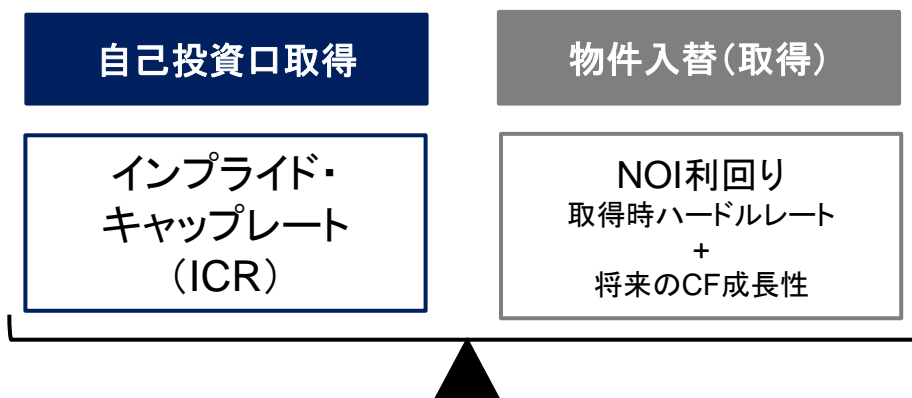 自己投資口取得
物件入替（取得）
インプライド・
キャップレート
（ICR）
NOI利回り
取得時ハードルレート
+
将来のCF成長性